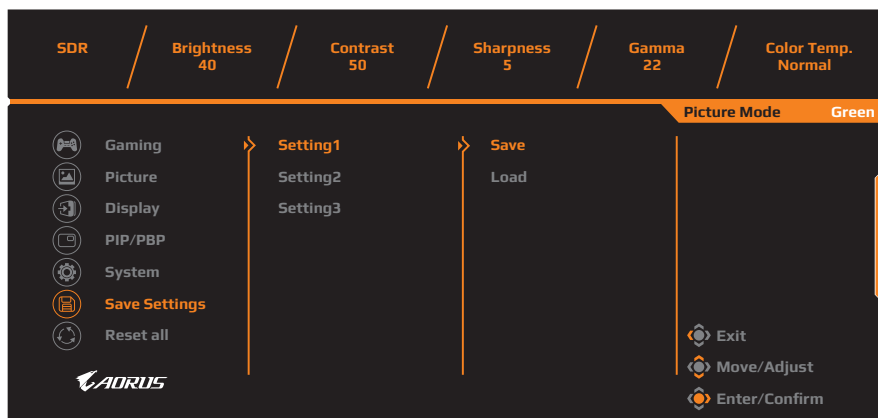 SDR Brightness Contrast Sharpness Gamma Color Temp.
40 50 5 22 Normal
Picture Mode Green
Gaming Setting1 Save
Picture Setting2 Load
Display Setting3
PIP/PBP
System
Save Settings
Reset all Exit
AORUS Move/Adjust
Enter/Confirm